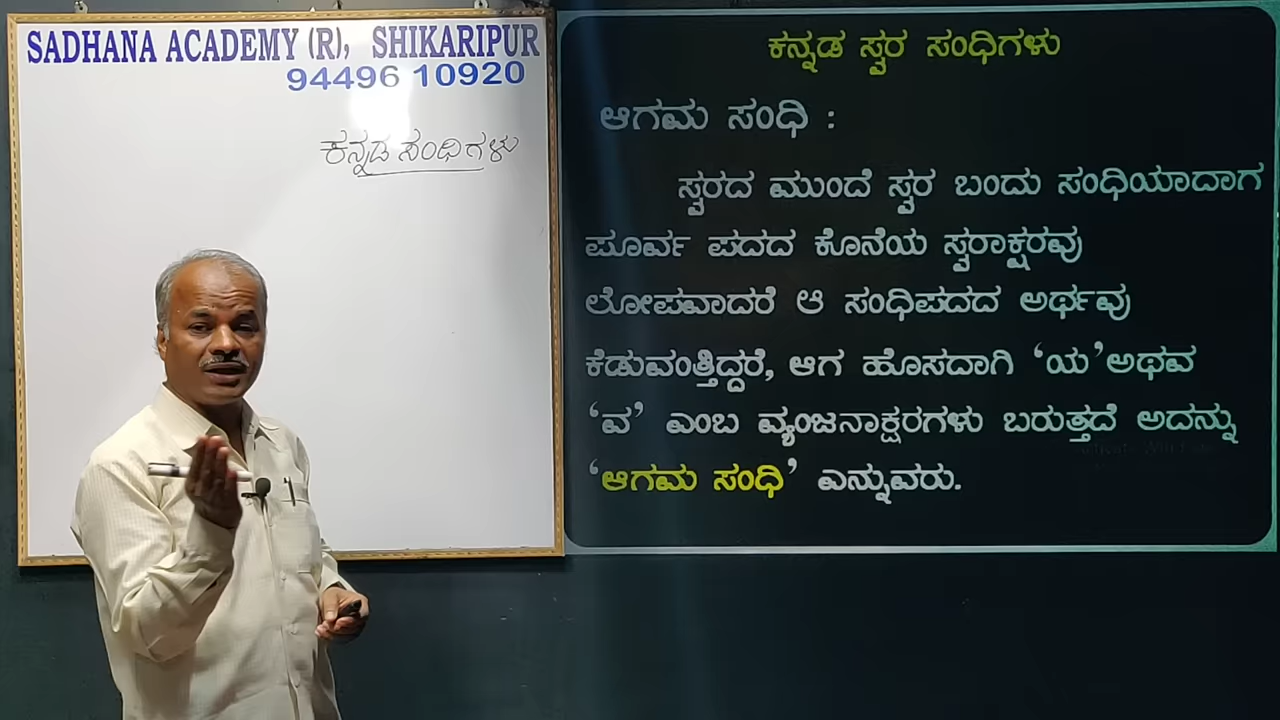 SADHANA ACADEMY (R), SHIKARIPUR
94496 10920
ಕನ್ನಡ ಸಂಧಿಗಳು
ಕನ್ನಡ ಸ್ವರ ಸಂಧಿಗಳು
ಆಗಮ ಸಂಧಿ :
ಸ್ವರದ ಮುಂದೆ ಸ್ವರ ಬಂದು ಸಂಧಿಯಾದಾಗ
ಪೂರ್ವ ಪದದ ಕೊನೆಯ ಸ್ವರಾಕ್ಷರವು
ಲೋಪವಾದರೆ ಆ ಸಂಧಿಪದದ ಅರ್ಥವು
ಕೆಡುವಂತ್ತಿದ್ದರೆ, ಆಗ ಹೊಸದಾಗಿ ‘ಯ’ಅಥವ
‘ವ’ ಎಂಬ ವ್ಯಂಜನಾಕ್ಷರಗಳು ಬರುತ್ತದೆ ಅದನ್ನು
‘ಆಗಮ ಸಂಧಿ’ ಎನ್ನುವರು.